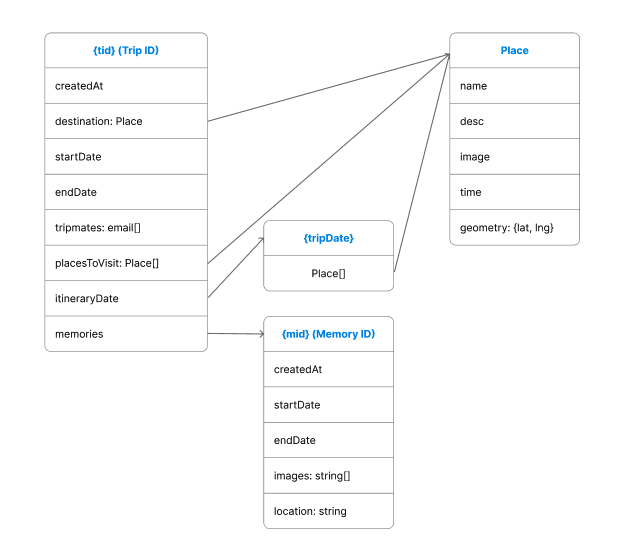 {tid} (Trip ID)
createdAt
destination: Place
startDate
endDate
tripmates: email[]
placesToVisit: Place[]
itineraryDate
memories
{tripDate}
Place[]
{mid} (Memory ID)
createdAt
startDate
endDate
images: string[]
location: string
Place
name
desc
image
time
geometry: {lat, lng}